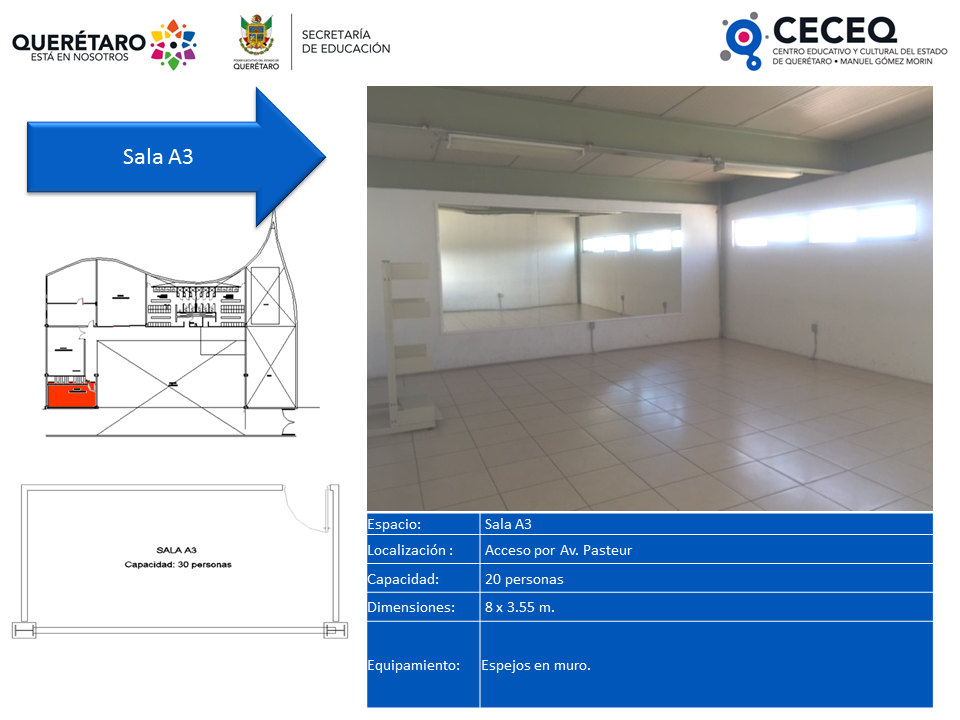 QUERÉTARO
ESTÁ EN NOSOTROS
PODER EJECUTIVO DEL ESTADO DE
QUERÉTARO
SECRETARÍA
DE EDUCACIÓN
CECEQ
CENTRO EDUCATIVO Y CULTURAL DEL ESTADO
DE QUERÉTARO • MANUEL GÓMEZ MORIN
Sala A3
SALA A3
Capacidad: 30 personas
Espacio: Sala A3
Localización : Acceso por Av. Pasteur
Capacidad: 20 personas
Dimensiones: 8 x 3.55 m.
Equipamiento: Espejos en muro.